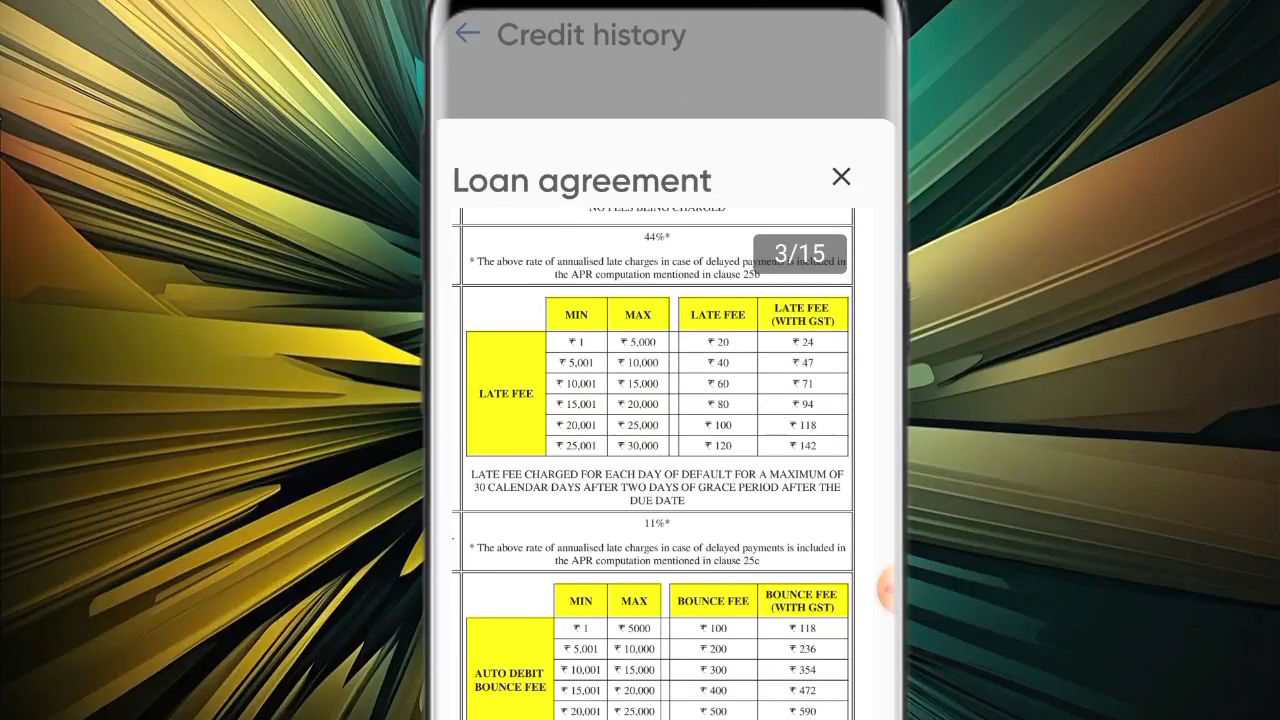 Credit history
Loan agreement
NO FEES BEING CHARGED
44%*
3/15
* The above rate of annualised late charges in case of delayed payments is included in
the APR computation mentioned in clause 25b
MIN MAX LATE FEE LATE FEE (WITH GST)
LATE FEE
₹ 1 ₹ 5,000 ₹ 20 ₹ 24
₹ 5,001 ₹ 10,000 ₹ 40 ₹ 47
₹ 10,001 ₹ 15,000 ₹ 60 ₹ 71
₹ 15,001 ₹ 20,000 ₹ 80 ₹ 94
₹ 20,001 ₹ 25,000 ₹ 100 ₹ 118
₹ 25,001 ₹ 30,000 ₹ 120 ₹ 142
LATE FEE CHARGED FOR EACH DAY OF DEFAULT FOR A MAXIMUM OF
30 CALENDAR DAYS AFTER TWO DAYS OF GRACE PERIOD AFTER THE
DUE DATE
11%*
* The above rate of annualised late charges in case of delayed payments is included in
the APR computation mentioned in clause 25c
MIN MAX BOUNCE FEE BOUNCE FEE (WITH GST)
AUTO DEBIT
BOUNCE FEE
₹ 1 ₹ 5000 ₹ 100 ₹ 118
₹ 5,001 ₹ 10,000 ₹ 200 ₹ 236
₹ 10,001 ₹ 15,000 ₹ 300 ₹ 354
₹ 15,001 ₹ 20,000 ₹ 400 ₹ 472
₹ 20,001 ₹ 25,000 ₹ 500 ₹ 590